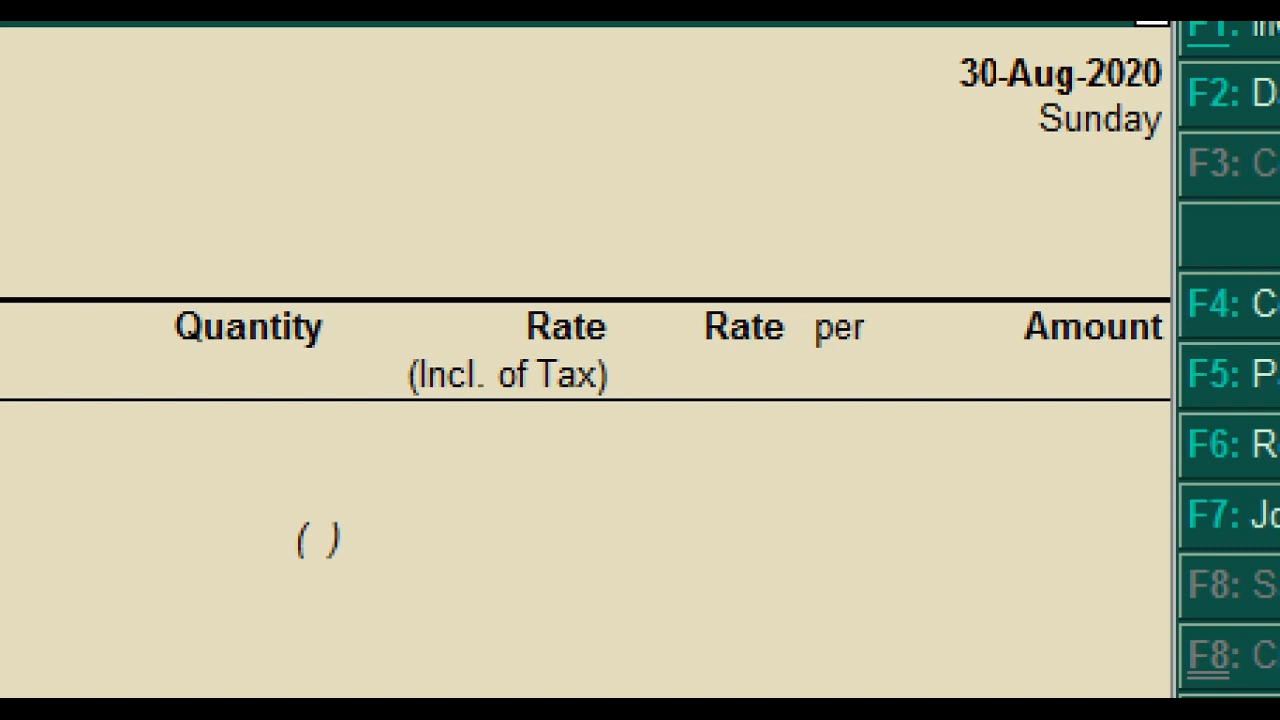 F1:
30-Aug-2020
Sunday
F2: D
F3: C
Quantity Rate Rate per Amount
(Incl. of Tax)
F4: C
F5: P
F6: R
F7: Jo
( )
F8: S
F8: C